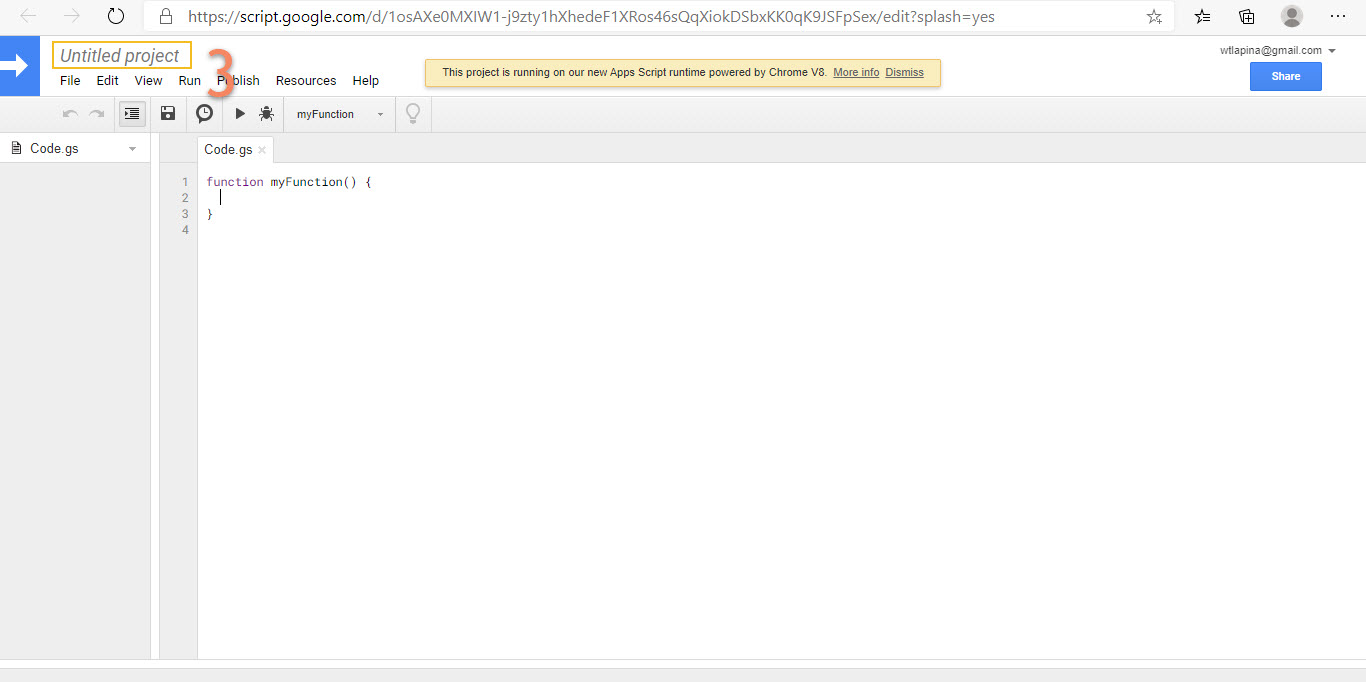 https://script.google.com/d/1osAXe0MXIW1-j9zty1hXhedeF1XRos46sQqXiokDSbxKK0qK9JSFpSex/edit?splash=yes
Untitled project
3
wtlapina@gmail.com
File Edit View Run Publish Resources Help
This project is running on our new Apps Script runtime powered by Chrome V8. More info Dismiss
Share
myFunction
Code.gs
Code.gs
1 function myFunction() {
2
3 }
4